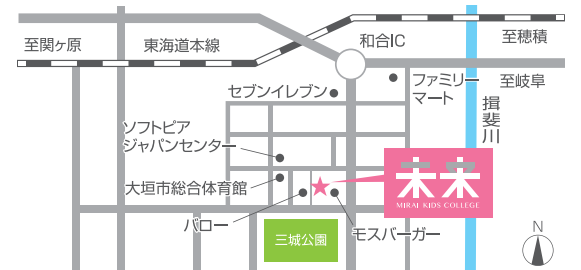 至関ヶ原
東海道本線
和合IC
至穂積
セブンイレブン
ファミリー
マート
至岐阜
揖斐川
ソフトピア
ジャパンセンター
大垣市総合体育館
未来
MIRAI KIDS COLLEGE
バロー
三城公園
モスバーガー
N